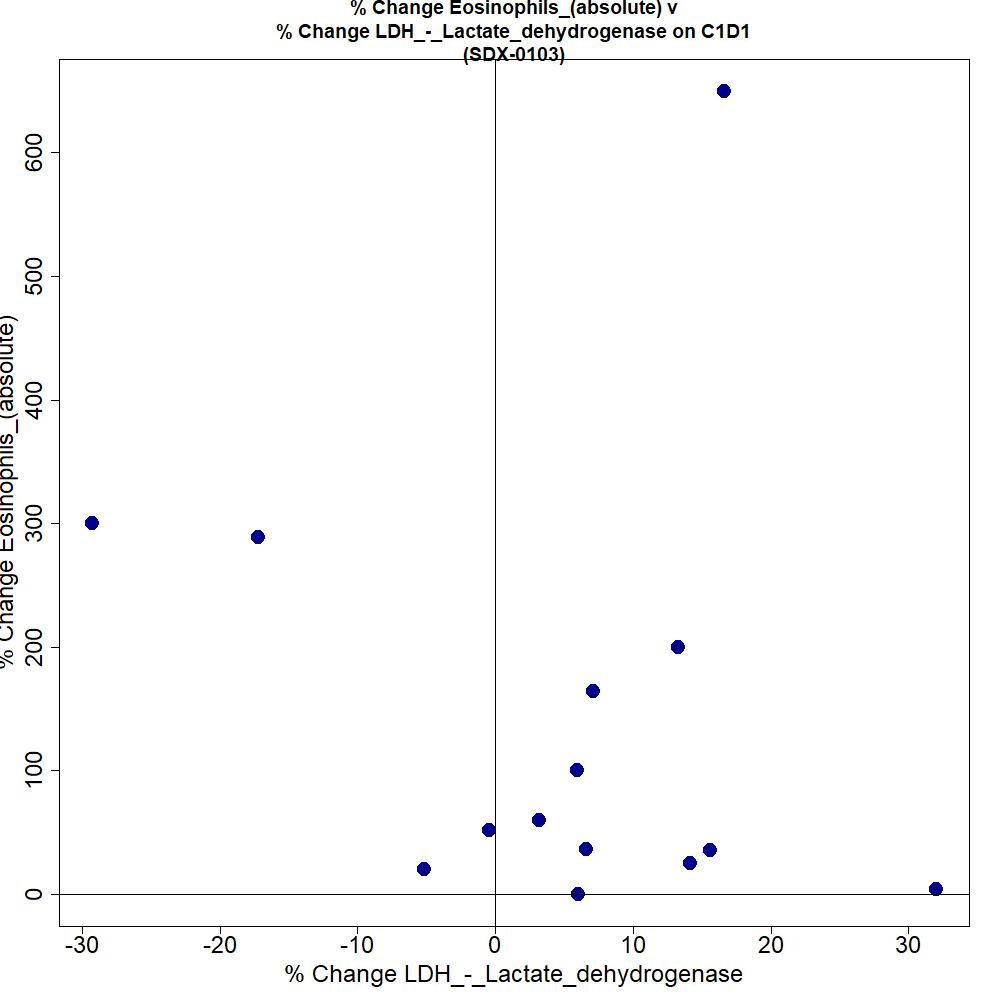 % Change Eosinophils_(absolute) v
% Change LDH_-_Lactate_dehydrogenase on C1D1
(SDX-0103)
% Change Eosinophils_(absolute)
600
500
400
300
200
100
0
-30 -20 -10 0 10 20 30
% Change LDH_-_Lactate_dehydrogenase